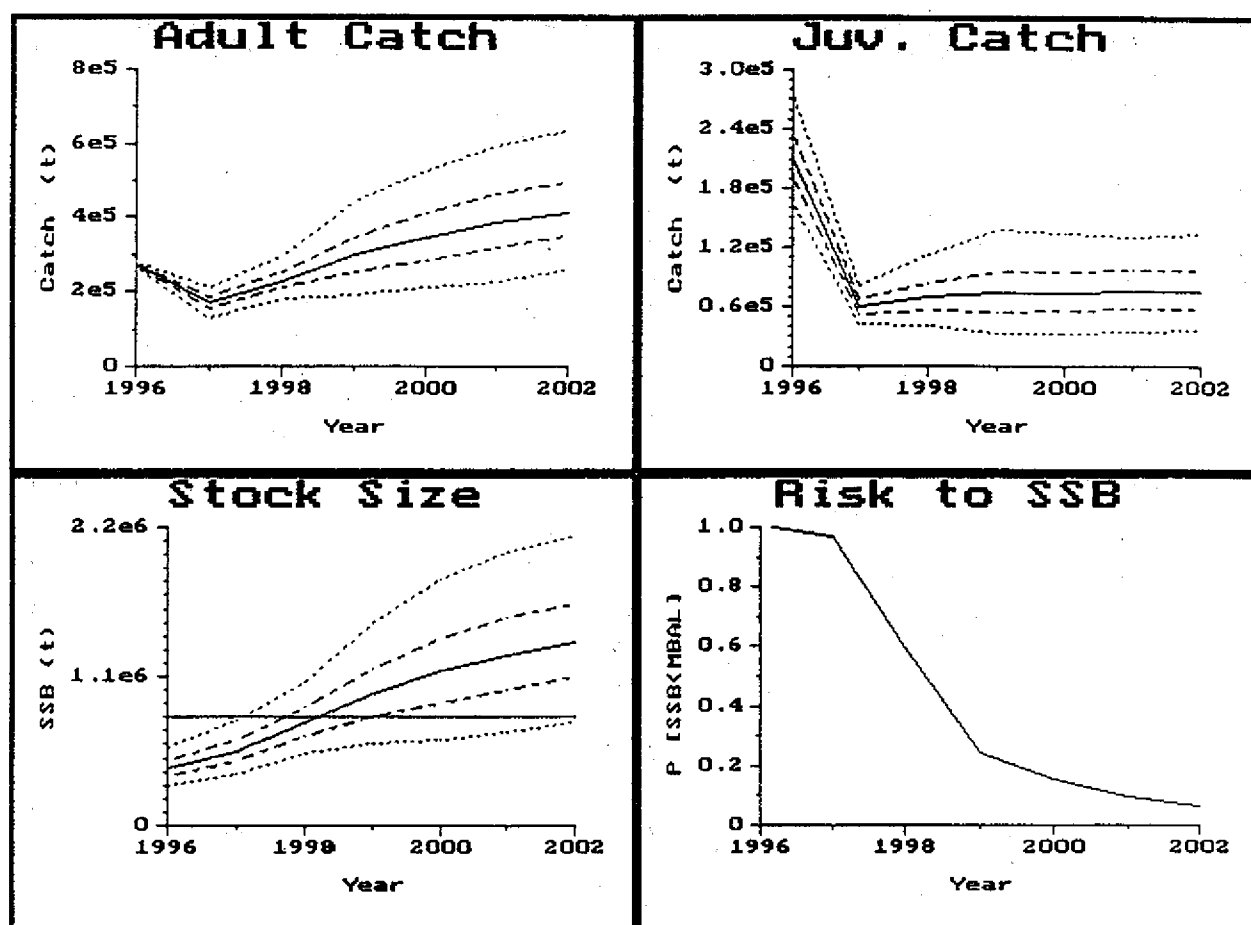 Adult Catch
8e5
6e5
4e5
2e5
0
Catch (t)
1996 1998 2000 2002
Year
Juv. Catch
3.0e5
2.4e5
1.8e5
1.2e5
0.6e5
0
Catch (t)
1996 1998 2000 2002
Year
Stock Size
2.2e6
1.1e6
0
SSB (t)
1996 1998 2000 2002
Year
Risk to SSB
1.0
0.8
0.6
0.4
0.2
0
P [SSB<MBAL]
1996 1998 2000 2002
Year